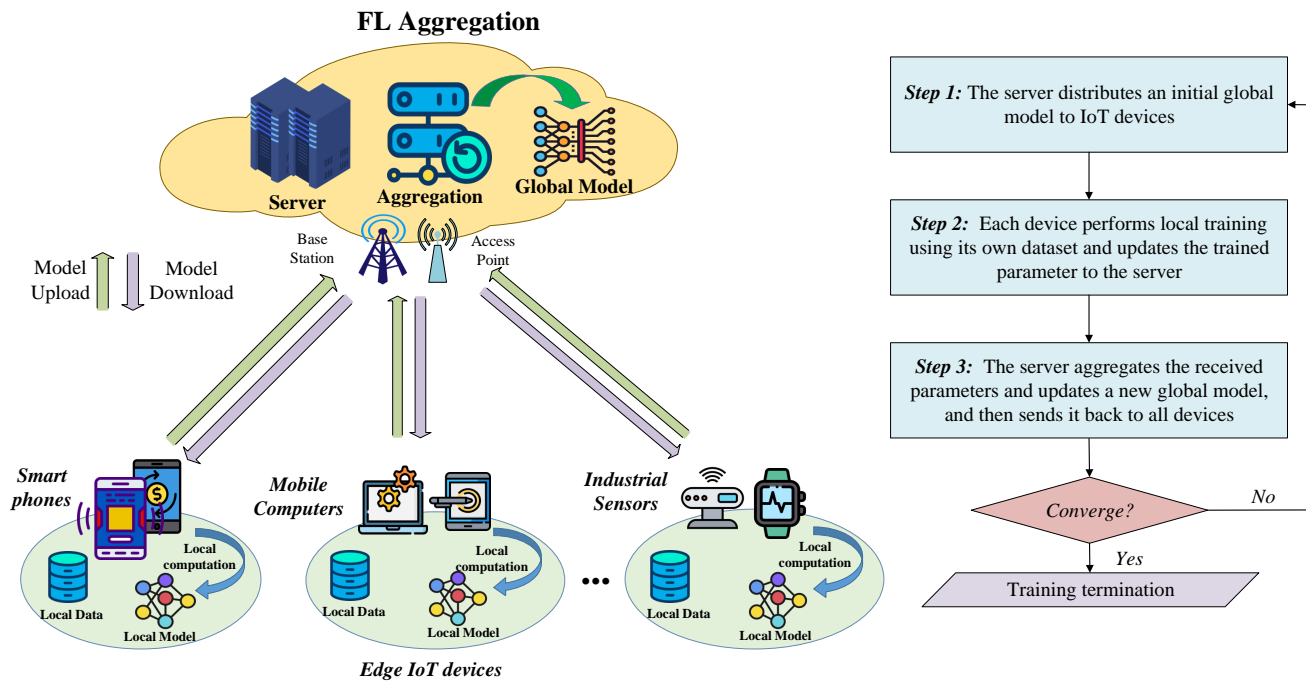 FL Aggregation
Server
Aggregation
Global Model
Base
Station
Access
Point
Model
Upload
Model
Download
Smart
phones
Local
computation
Local Data
Local Model
Mobile
Computers
Local
computation
Local Data
Local Model
Industrial
Sensors
Local
computation
Local Data
Local Model
Edge IoT devices
Step 1: The server distributes an initial global
model to IoT devices
Step 2: Each device performs local training
using its own dataset and updates the trained
parameter to the server
Step 3: The server aggregates the received
parameters and updates a new global model,
and then sends it back to all devices
Converge?
No
Yes
Training termination